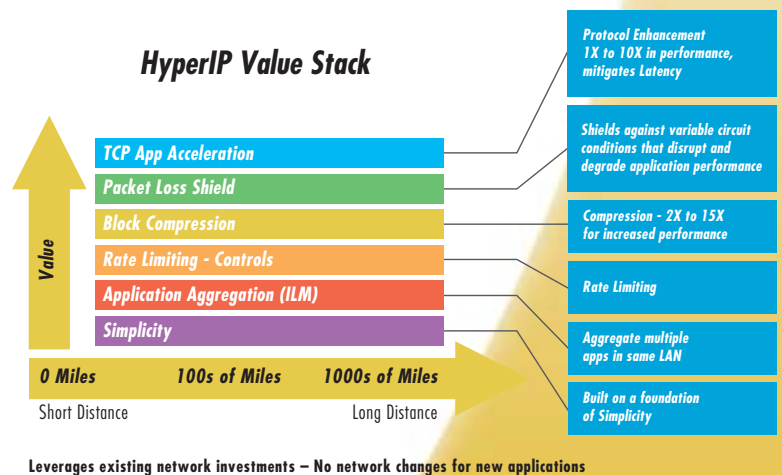 HyperIP Value Stack
Value
TCP App Acceleration
Packet Loss Shield
Block Compression
Rate Limiting - Controls
Application Aggregation (ILM)
Simplicity
0 Miles
100s of Miles
1000s of Miles
Short Distance
Long Distance
Protocol Enhancement
1X to 10X in performance,
mitigates Latency
Shields against variable circuit
conditions that disrupt and
degrade application performance
Compression - 2X to 15X
for increased performance
Rate Limiting
Aggregate multiple
apps in same LAN
Built on a foundation
of Simplicity
Leverages existing network investments – No network changes for new applications